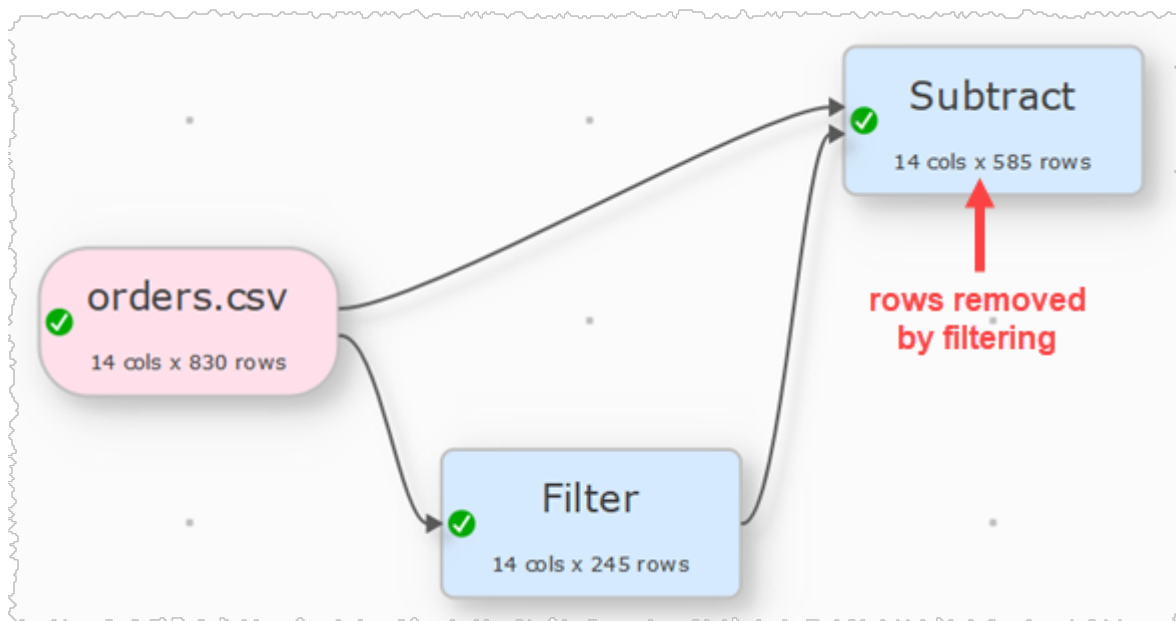 Subtract
14 cols x 585 rows
rows removed
by filtering
orders.csv
14 cols x 830 rows
Filter
14 cols x 245 rows